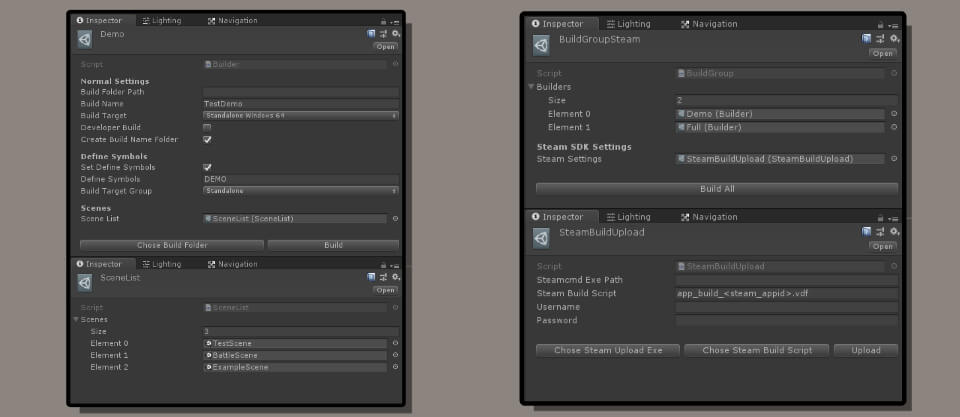 Inspector Lighting Navigation
Demo
Open
Script Builder
Normal Settings
Build Folder Path
Build Name TestDemo
Build Target Standalone Windows 64
Developer Build
Create Build Name Folder
Define Symbols
Set Define Symbols
Define Symbols DEMO
Build Target Group Standalone
Scenes
Scene List SceneList (SceneList)
Chose Build Folder Build
Inspector Lighting Navigation
SceneList
Open
Script SceneList
Scenes
Size 3
Element 0 TestScene
Element 1 BattleScene
Element 2 ExampleScene
Inspector Lighting Navigation
BuildGroupSteam
Open
Script BuildGroup
Builders
Size 2
Element 0 Demo (Builder)
Element 1 Full (Builder)
Steam SDK Settings
Steam Settings SteamBuildUpload (SteamBuildUpload)
Build All
Inspector Lighting Navigation
SteamBuildUpload
Open
Script SteamBuildUpload
Steamcmd Exe Path
Steam Build Script app_build_<steam_appid>.vdf
Username
Password
Chose Steam Upload Exe Chose Steam Build Script Upload